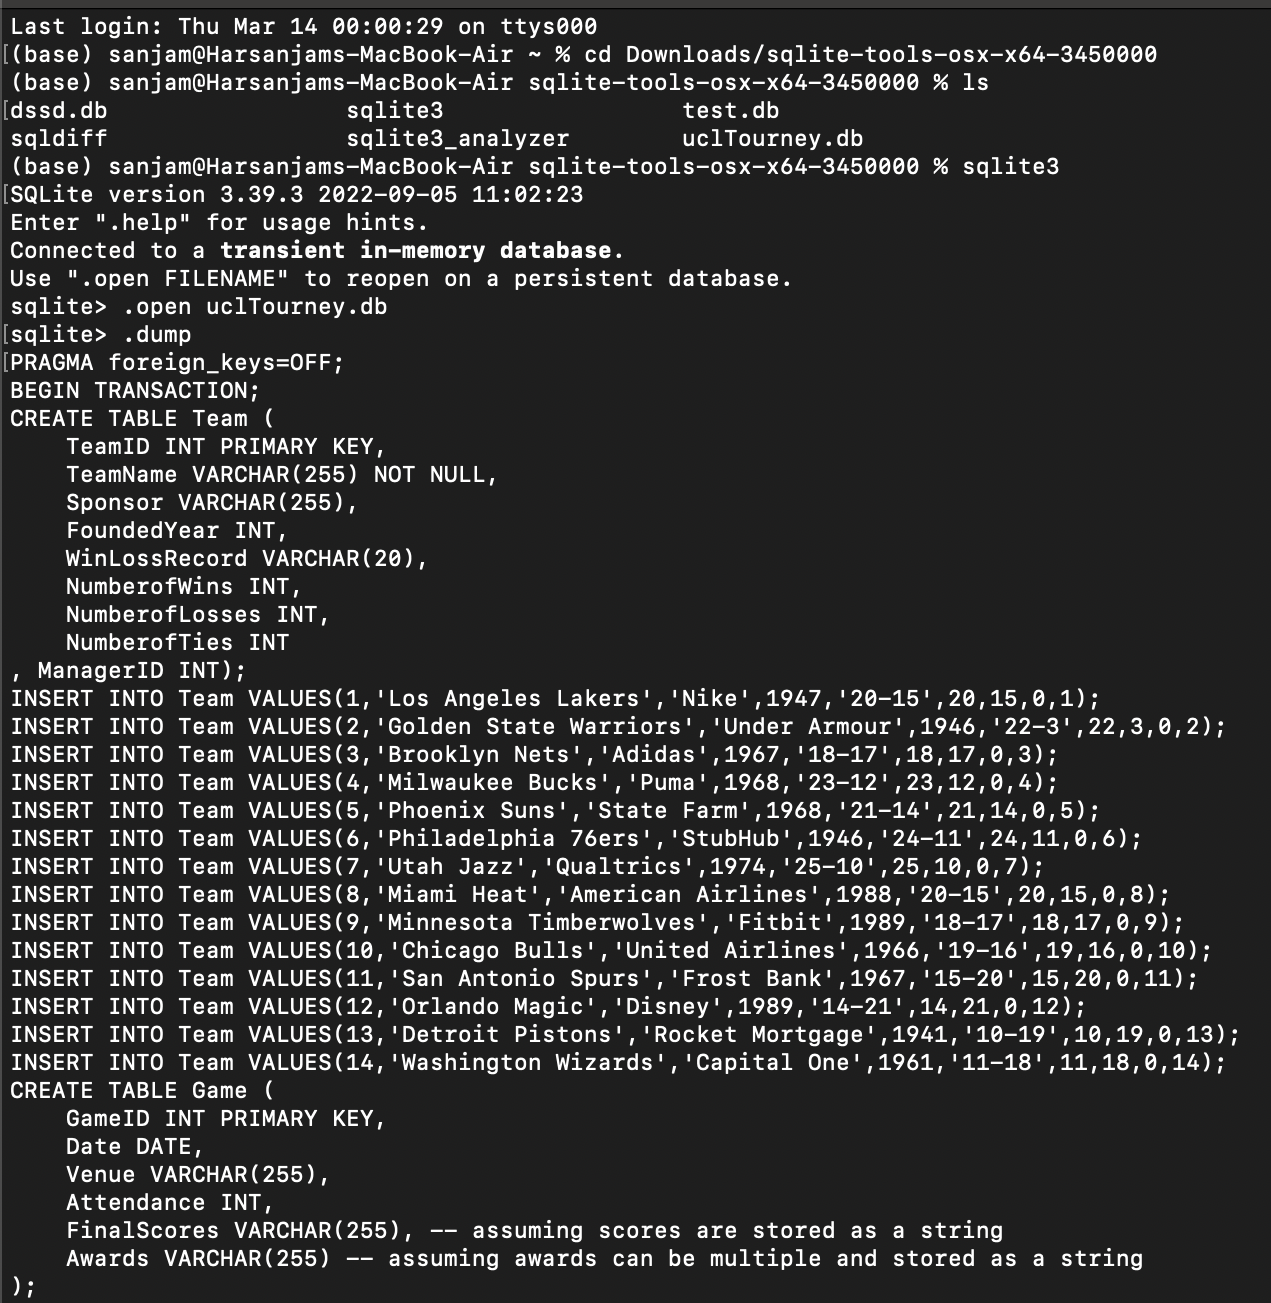 Last login: Thu Mar 14 00:00:29 on ttys000
[(base) sanjam@Harsanjams-MacBook-Air ~ % cd Downloads/sqlite-tools-osx-x64-3450000
(base) sanjam@Harsanjams-MacBook-Air sqlite-tools-osx-x64-3450000 % ls
[dssd.db                 sqlite3                 test.db
sqldiff                 sqlite3_analyzer        uclTourney.db
(base) sanjam@Harsanjams-MacBook-Air sqlite-tools-osx-x64-3450000 % sqlite3
[SQLite version 3.39.3 2022-09-05 11:02:23
Enter ".help" for usage hints.
Connected to a transient in-memory database.
Use ".open FILENAME" to reopen on a persistent database.
sqlite> .open uclTourney.db
[sqlite> .dump
[PRAGMA foreign_keys=OFF;
BEGIN TRANSACTION;
CREATE TABLE Team (
    TeamID INT PRIMARY KEY,
    TeamName VARCHAR(255) NOT NULL,
    Sponsor VARCHAR(255),
    FoundedYear INT,
    WinLossRecord VARCHAR(20),
    NumberofWins INT,
    NumberofLosses INT,
    NumberofTies INT
, ManagerID INT);
INSERT INTO Team VALUES(1,'Los Angeles Lakers','Nike',1947,'20-15',20,15,0,1);
INSERT INTO Team VALUES(2,'Golden State Warriors','Under Armour',1946,'22-3',22,3,0,2);
INSERT INTO Team VALUES(3,'Brooklyn Nets','Adidas',1967,'18-17',18,17,0,3);
INSERT INTO Team VALUES(4,'Milwaukee Bucks','Puma',1968,'23-12',23,12,0,4);
INSERT INTO Team VALUES(5,'Phoenix Suns','State Farm',1968,'21-14',21,14,0,5);
INSERT INTO Team VALUES(6,'Philadelphia 76ers','StubHub',1946,'24-11',24,11,0,6);
INSERT INTO Team VALUES(7,'Utah Jazz','Qualtrics',1974,'25-10',25,10,0,7);
INSERT INTO Team VALUES(8,'Miami Heat','American Airlines',1988,'20-15',20,15,0,8);
INSERT INTO Team VALUES(9,'Minnesota Timberwolves','Fitbit',1989,'18-17',18,17,0,9);
INSERT INTO Team VALUES(10,'Chicago Bulls','United Airlines',1966,'19-16',19,16,0,10);
INSERT INTO Team VALUES(11,'San Antonio Spurs','Frost Bank',1967,'15-20',15,20,0,11);
INSERT INTO Team VALUES(12,'Orlando Magic','Disney',1989,'14-21',14,21,0,12);
INSERT INTO Team VALUES(13,'Detroit Pistons','Rocket Mortgage',1941,'10-19',10,19,0,13);
INSERT INTO Team VALUES(14,'Washington Wizards','Capital One',1961,'11-18',11,18,0,14);
CREATE TABLE Game (
    GameID INT PRIMARY KEY,
    Date DATE,
    Venue VARCHAR(255),
    Attendance INT,
    FinalScores VARCHAR(255), -- assuming scores are stored as a string
    Awards VARCHAR(255) -- assuming awards can be multiple and stored as a string
);